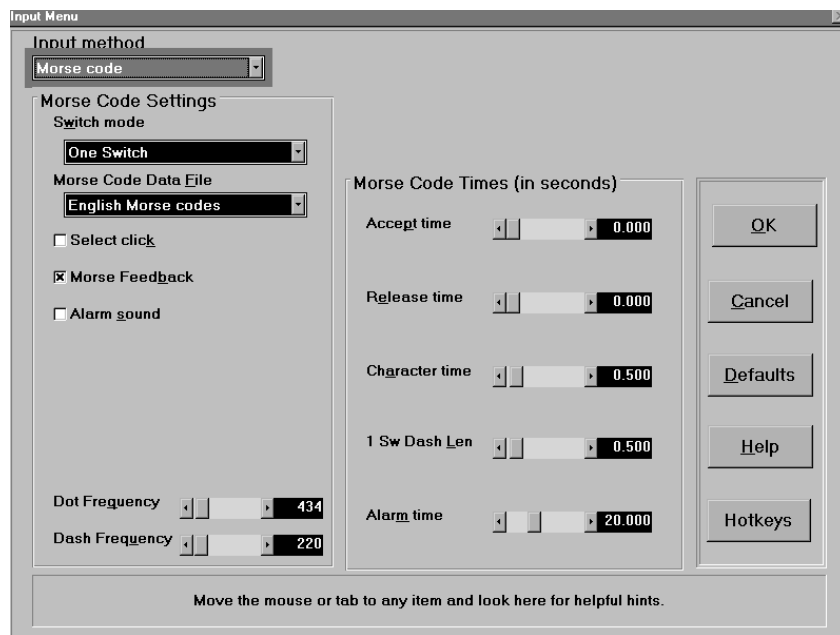 Input Menu
Input method
Morse code
Morse Code Settings
Switch mode
One Switch
Morse Code Data File
English Morse codes
Select click
Morse Feedback
Alarm sound
Dot Frequency 434
Dash Frequency 220
Morse Code Times (in seconds)
Accept time 0.000
Release time 0.000
Character time 0.500
1 Sw Dash Len 0.500
Alarm time 20.000
OK
Cancel
Defaults
Help
Hotkeys
Move the mouse or tab to any item and look here for helpful hints.